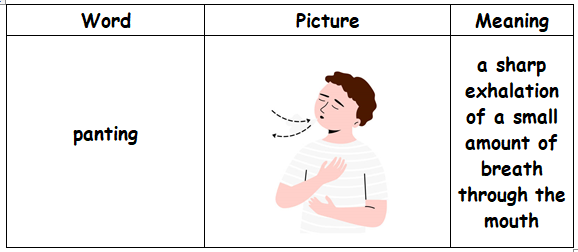 Word Picture Meaning
panting
a sharp
exhalation
of a small
amount of
breath
through the
mouth